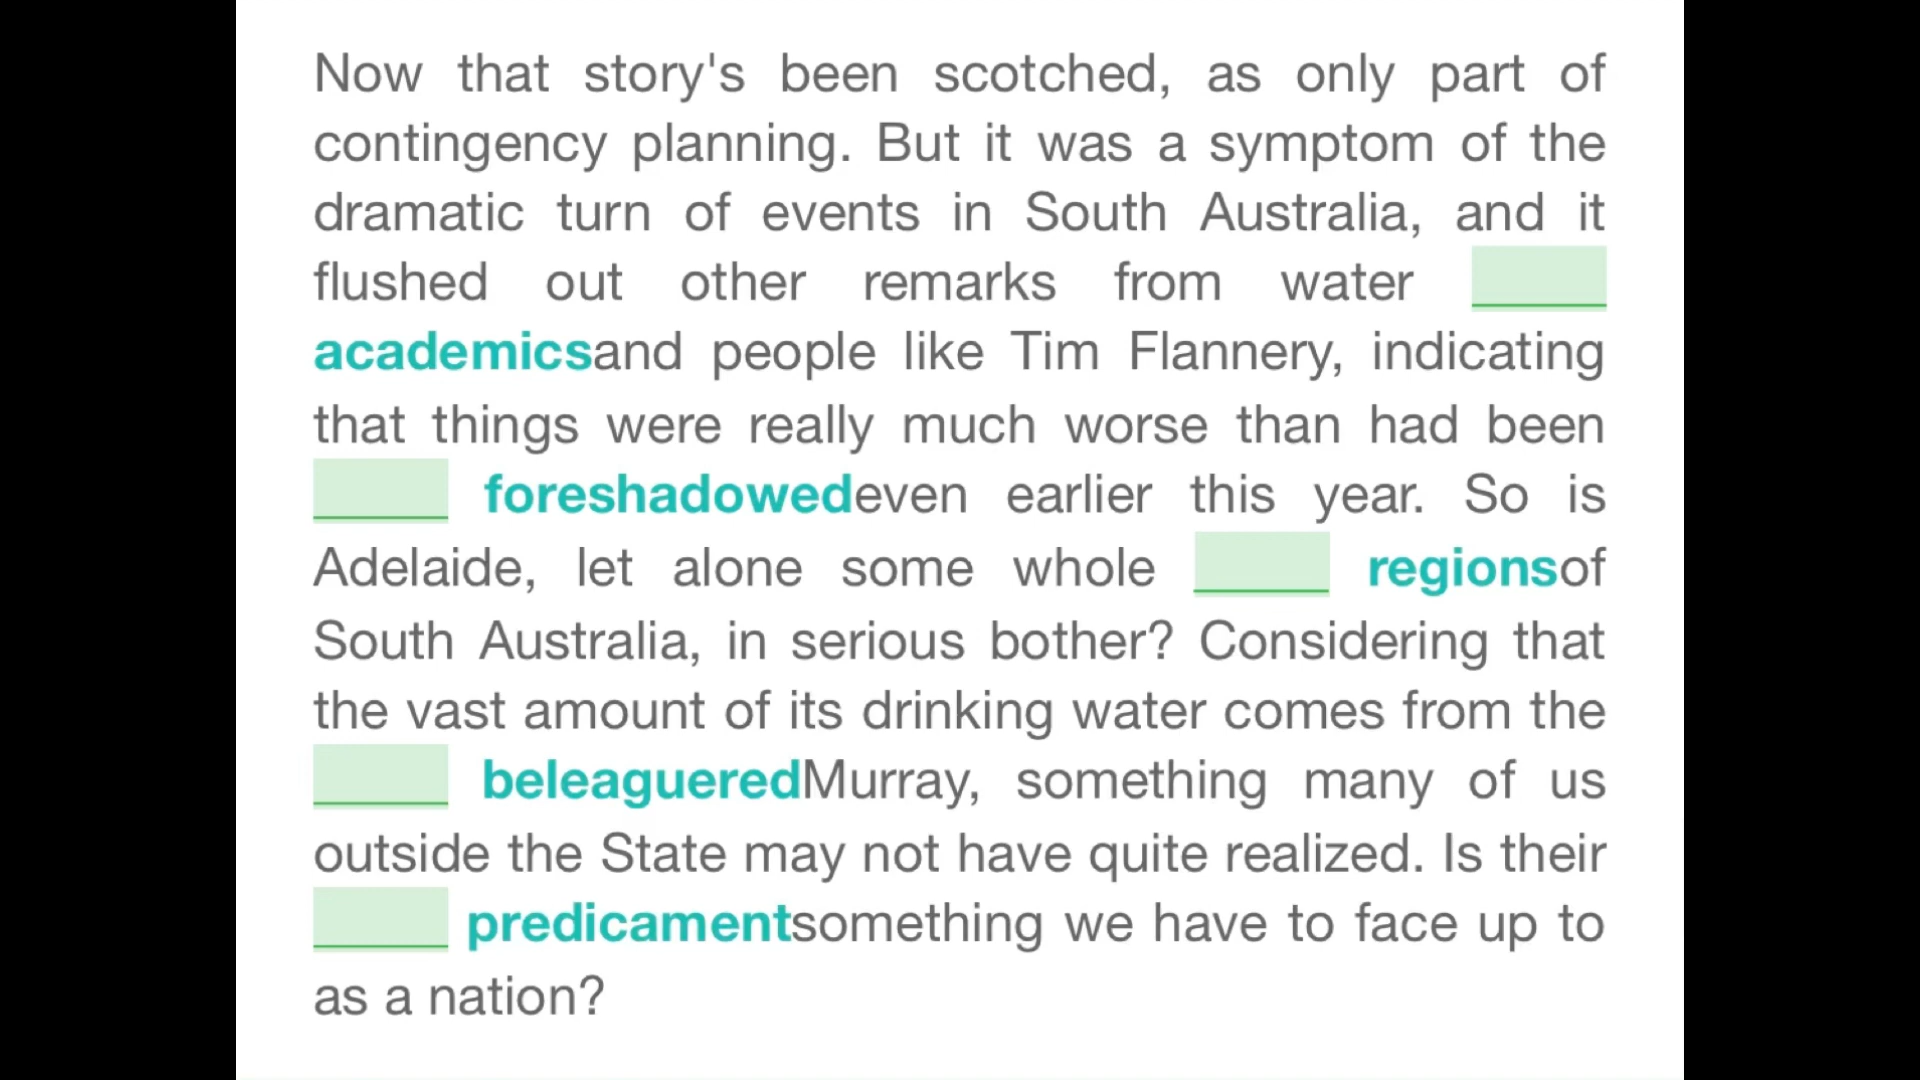 Now that story's been scotched, as only part of
contingency planning. But it was a symptom of the
dramatic turn of events in South Australia, and it
flushed out other remarks from water
academicsand people like Tim Flannery, indicating
that things were really much worse than had been
foreshadowedeven earlier this year. So is
Adelaide, let alone some whole regionsof
South Australia, in serious bother? Considering that
the vast amount of its drinking water comes from the
beleagueredMurray, something many of us
outside the State may not have quite realized. Is their
predicamentsomething we have to face up to
as a nation?